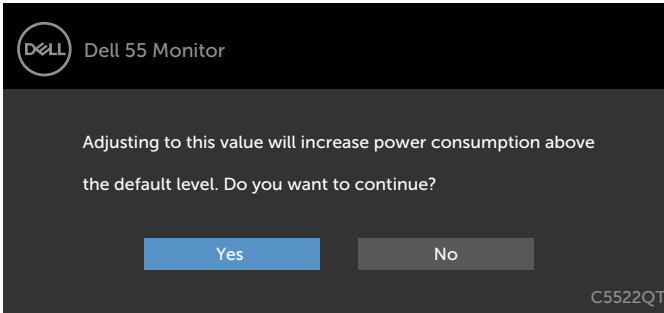 DELL Dell 55 Monitor
Adjusting to this value will increase power consumption above
the default level. Do you want to continue?
Yes No
C5522QT